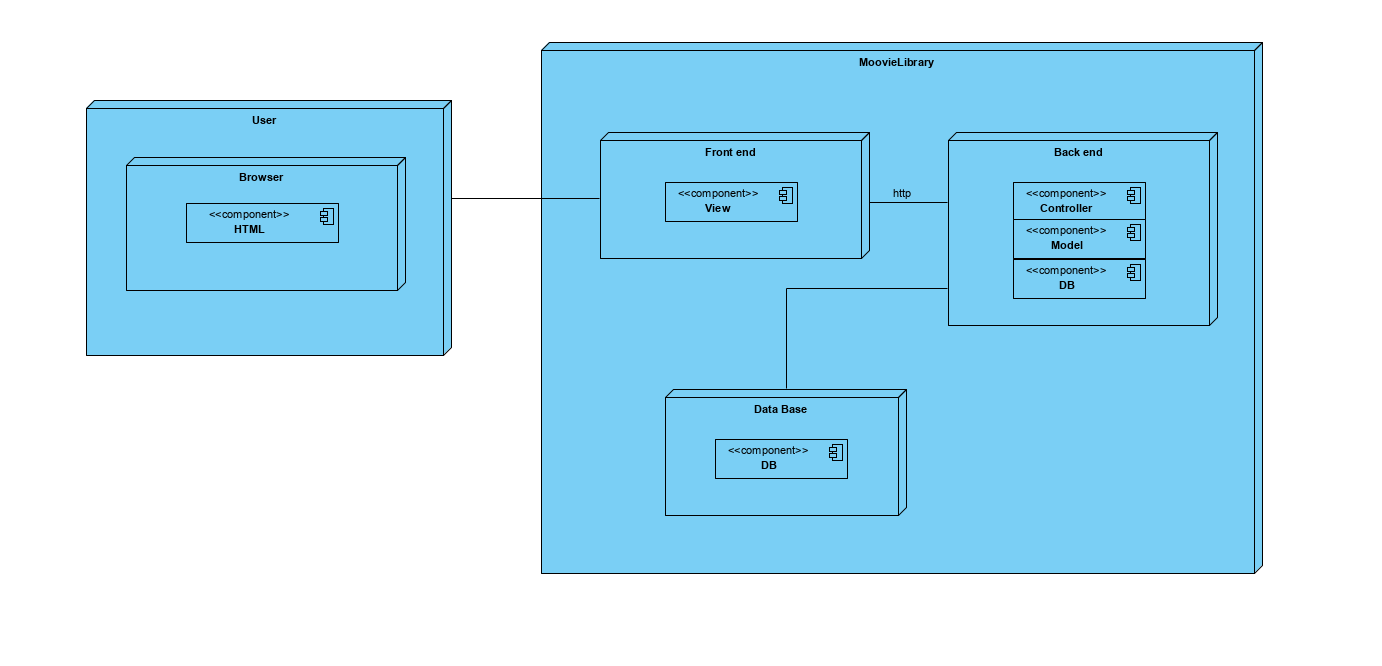 User
Browser
<<component>>
HTML
MoovieLibrary
Front end
<<component>>
View
http
Back end
<<component>>
Controller
<<component>>
Model
<<component>>
DB
Data Base
<<component>>
DB